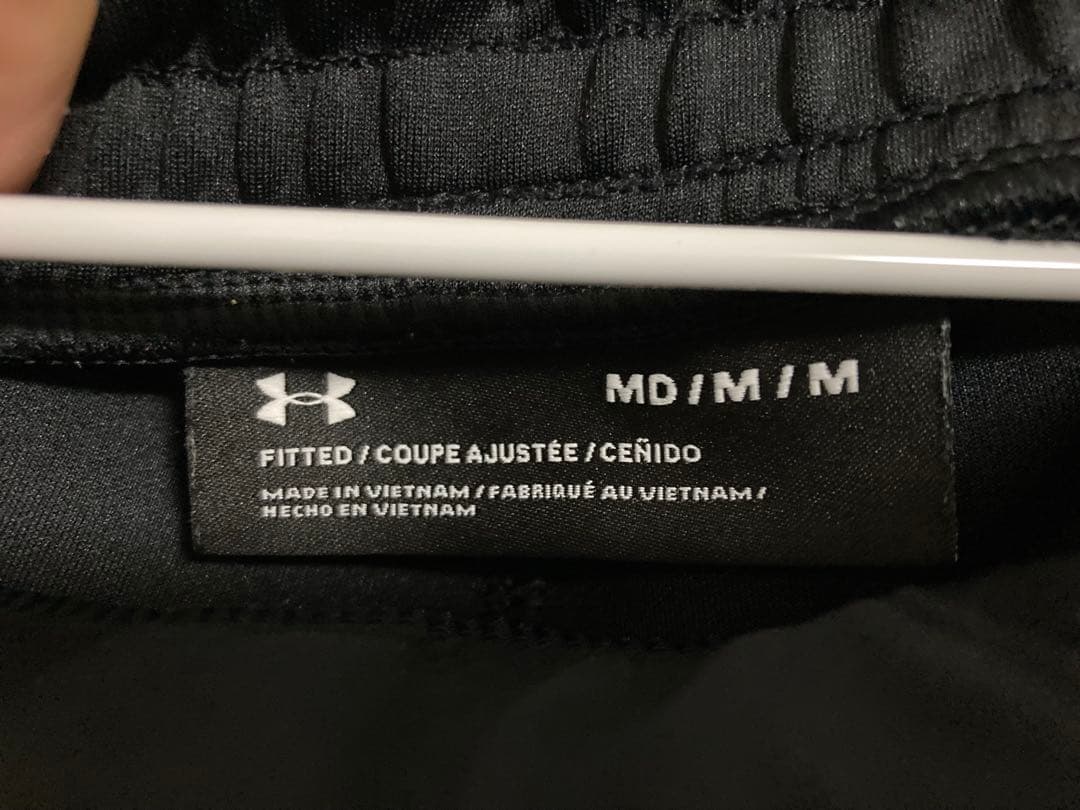 MD / M / M
FITTED / COUPE AJUSTÉE / CEÑIDO
MADE IN VIETNAM / FABRIQUÉ AU VIETNAM /
HECHO EN VIETNAM